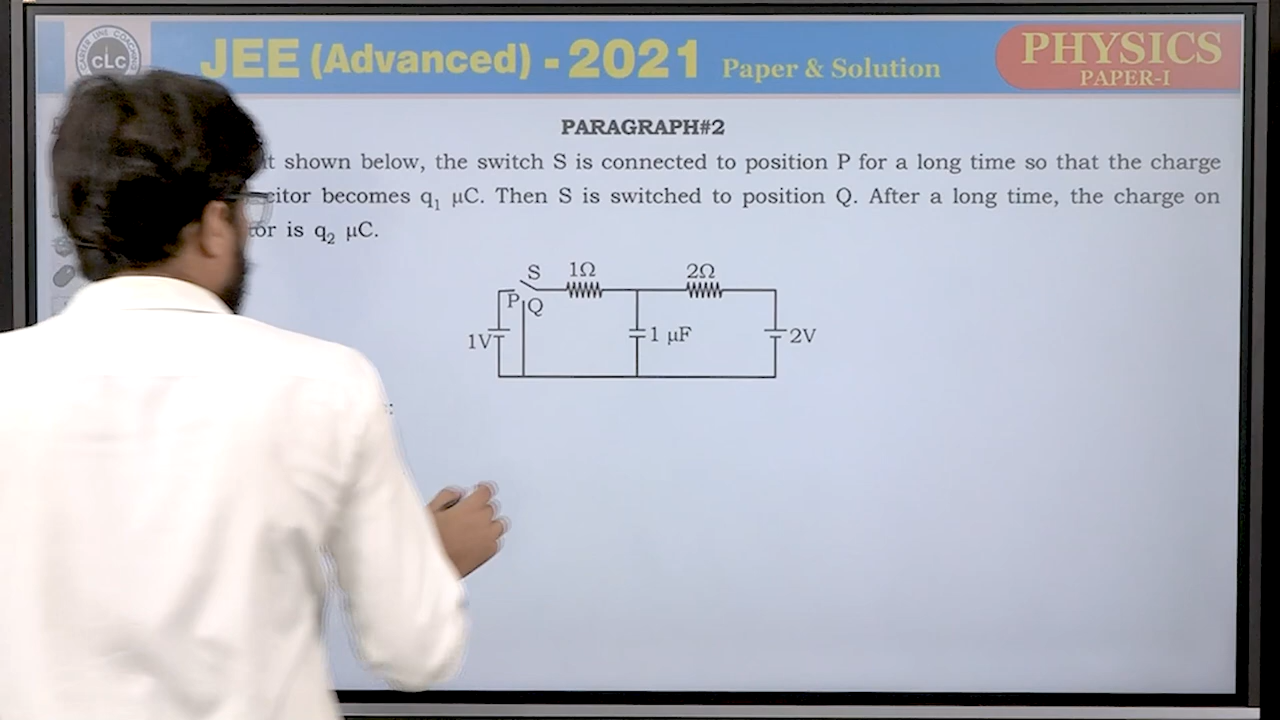 CLC
JEE (Advanced) - 2021 Paper & Solution
PHYSICS
PAPER-I
PARAGRAPH#2
shown below, the switch S is connected to position P for a long time so that the charge
becomes q₁ μC. Then S is switched to position Q. After a long time, the charge on
is q₂ μC.
S 1Ω 2Ω
P Q
1V 1 μF 2V